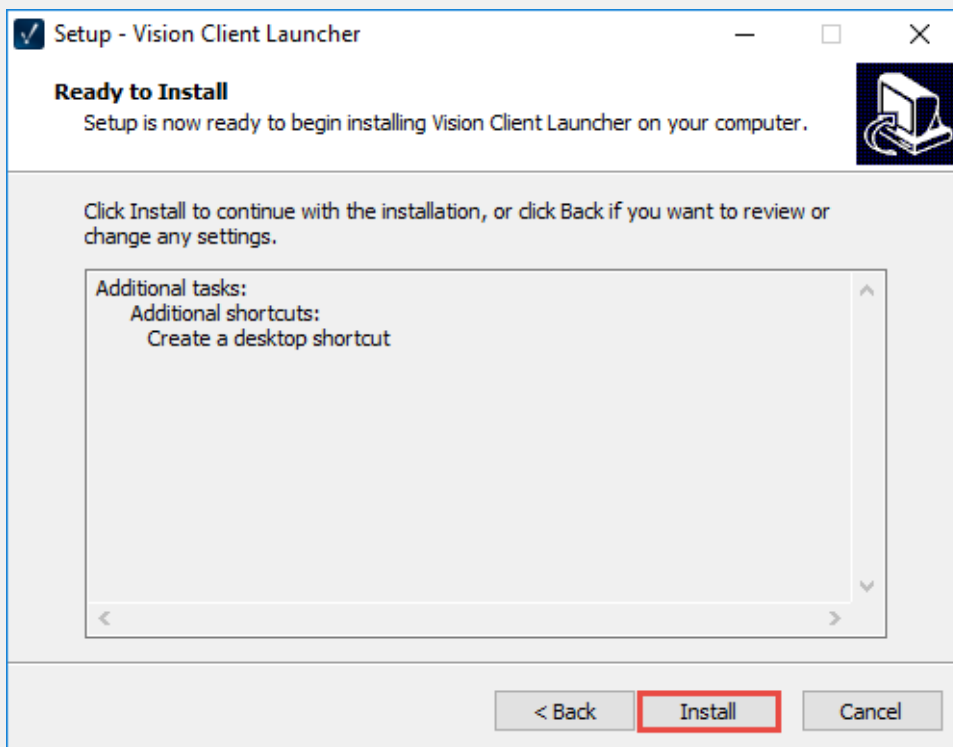 Setup - Vision Client Launcher
Ready to Install
Setup is now ready to begin installing Vision Client Launcher on your computer.
Click Install to continue with the installation, or click Back if you want to review or
change any settings.
Additional tasks:
Additional shortcuts:
Create a desktop shortcut
< Back
Install
Cancel